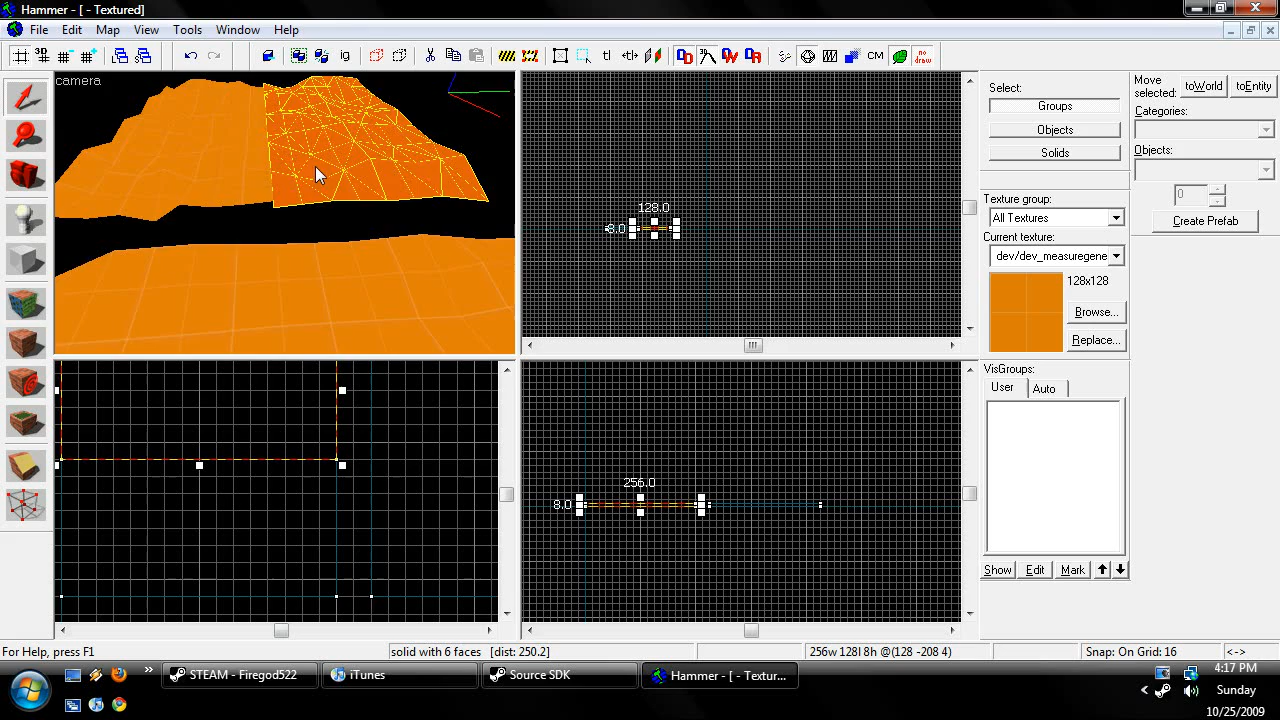 Hammer - [ - Textured]
File Edit Map View Tools Window Help
camera
128.0
8.0
256.0
8.0
Select:
Groups
Objects
Solids
Texture group:
All Textures
Current texture:
dev/dev_measuregene
128x128
Browse...
Replace...
VisGroups:
User Auto
Show Edit Mark
Move
selected:
toWorld toEntity
Categories:
Objects:
0
Create Prefab
For Help, press F1 solid with 6 faces [dist: 250.2] 256w 128l 8h @(128 -208 4) Snap: On Grid: 16 <->
STEAM - Firegod522 iTunes Source SDK Hammer - [ - Textur...
4:17 PM
Sunday
10/25/2009